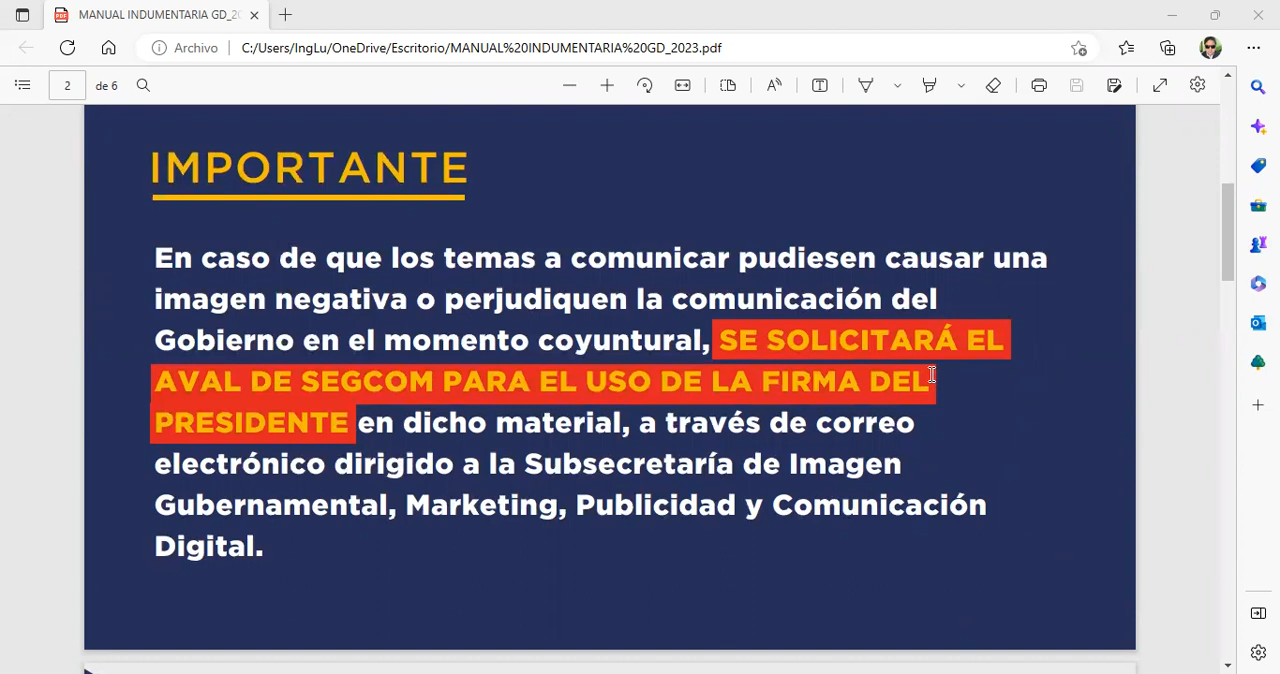 MANUAL INDUMENTARIA GD_20
Archivo
C:/Users/IngLu/OneDrive/Escritorio/MANUAL%20INDUMENTARIA%20GD_2023.pdf
2 de 6
IMPORTANTE
En caso de que los temas a comunicar pudiesen causar una
imagen negativa o perjudiquen la comunicación del
Gobierno en el momento coyuntural, SE SOLICITARÁ EL
AVAL DE SEGCOM PARA EL USO DE LA FIRMA DEL
PRESIDENTE en dicho material, a través de correo
electrónico dirigido a la Subsecretaría de Imagen
Gubernamental, Marketing, Publicidad y Comunicación
Digital.